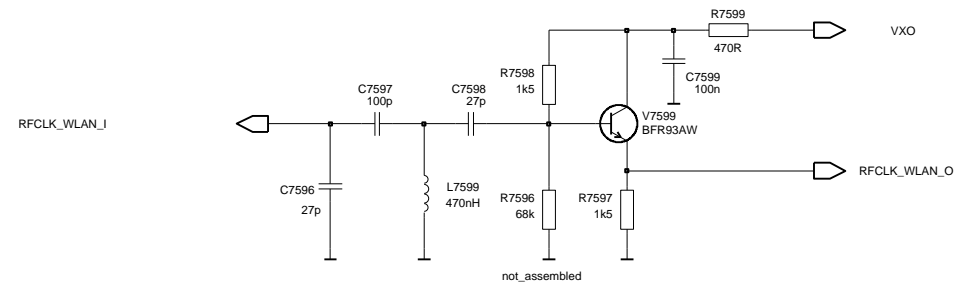 R7599
VXO
470R
R7598
1k5
C7599
100n
C7597
100p
C7598
27p
V7599
BFR93AW
RFCLK_WLAN_I
RFCLK_WLAN_O
C7596
27p
L7599
470nH
R7596
68k
R7597
1k5
not_assembled